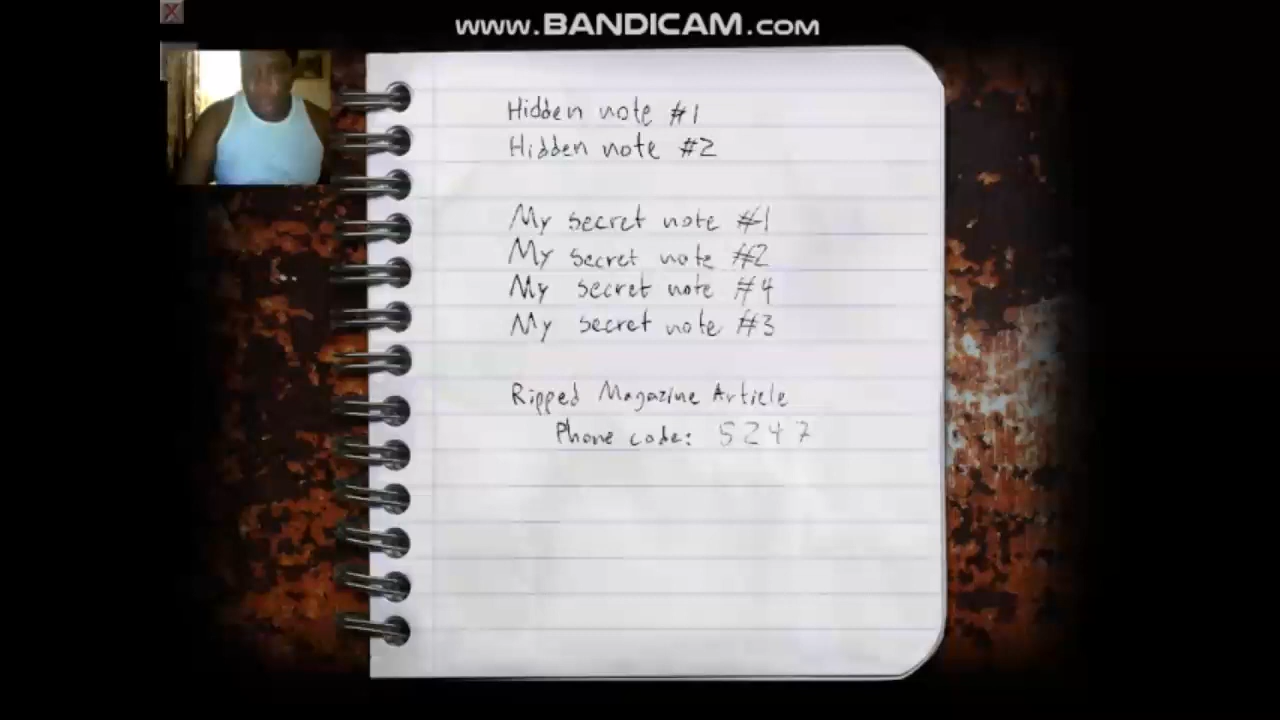 www.BANDICAM.com
Hidden note #1
Hidden note #2
My secret note #1
My secret note #2
My secret note #4
My secret note #3
Ripped Magazine Article
Phone code: 5247